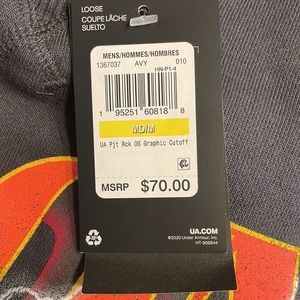 LOOSE
COUPE LÂCHE
SUELTO
MENS/HOMMES/HOMBRES
1367037 AVY 010
HN-P1-4
1 95251 60818 8
MD/M
UA Pjt Rck OG Graphic Cutoff
MSRP $70.00
UA.COM
©2020 Under Armour, Inc.
HT-908844